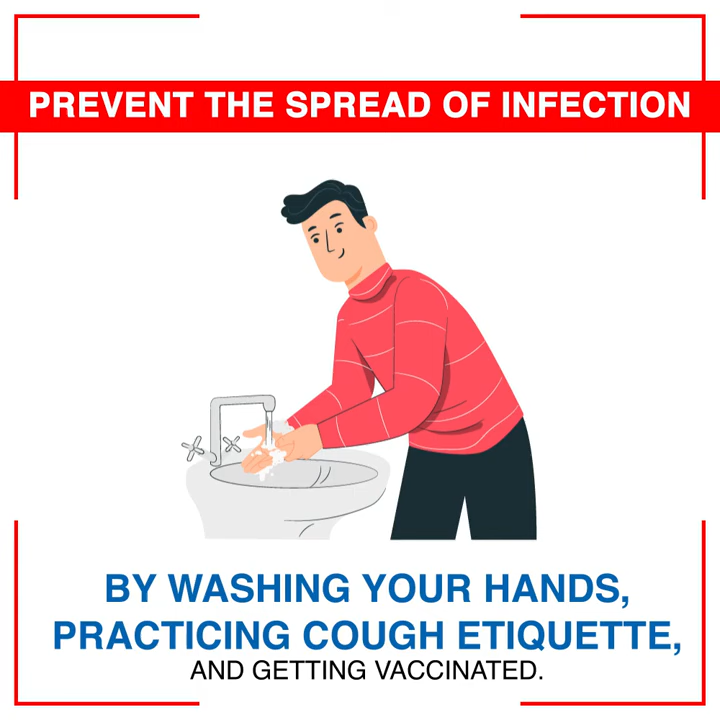 PREVENT THE SPREAD OF INFECTION
BY WASHING YOUR HANDS,
PRACTICING COUGH ETIQUETTE,
AND GETTING VACCINATED.